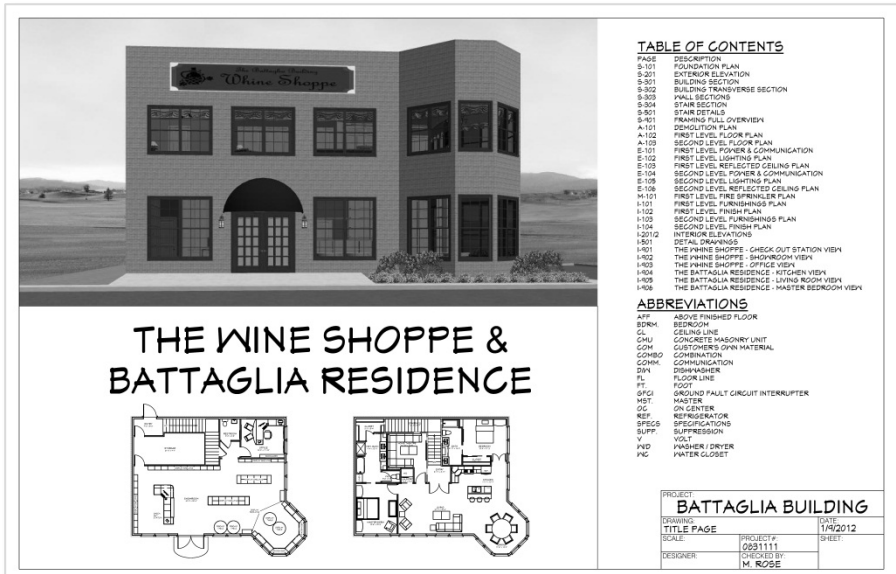 The Battaglia Building
Whine Shoppe
THE WINE SHOPPE &
BATTAGLIA RESIDENCE
TABLE OF CONTENTS
PAGE DESCRIPTION
S-101 FOUNDATION PLAN
S-201 EXTERIOR ELEVATION
S-301 BUILDING SECTION
S-302 BUILDING TRANSVERSE SECTION
S-303 WALL SECTIONS
S-304 STAIR SECTION
S-501 STAIR DETAILS
S-901 FRAMING FULL OVERVIEW
A-101 DEMOLITION PLAN
A-102 FIRST LEVEL FLOOR PLAN
A-103 SECOND LEVEL FLOOR PLAN
E-101 FIRST LEVEL POWER & COMMUNICATION
E-102 FIRST LEVEL LIGHTING PLAN
E-103 FIRST LEVEL REFLECTED CEILING PLAN
E-104 SECOND LEVEL POWER & COMMUNICATION
E-105 SECOND LEVEL LIGHTING PLAN
E-106 SECOND LEVEL REFLECTED CEILING PLAN
M-101 FIRST LEVEL FIRE SPRINKLER PLAN
I-101 FIRST LEVEL FURNISHINGS PLAN
I-102 FIRST LEVEL FINISH PLAN
I-103 SECOND LEVEL FURNISHINGS PLAN
I-104 SECOND LEVEL FINISH PLAN
I-201/2 INTERIOR ELEVATIONS
I-501 DETAIL DRAWINGS
I-901 THE WINE SHOPPE - CHECK OUT STATION VIEW
I-902 THE WINE SHOPPE - SHOWROOM VIEW
I-903 THE WINE SHOPPE - OFFICE VIEW
I-904 THE BATTAGLIA RESIDENCE - KITCHEN VIEW
I-905 THE BATTAGLIA RESIDENCE - LIVING ROOM VIEW
I-906 THE BATTAGLIA RESIDENCE - MASTER BEDROOM VIEW
ABBREVIATIONS
AFF ABOVE FINISHED FLOOR
BDRM. BEDROOM
CL CEILING LINE
CMU CONCRETE MASONRY UNIT
COM CUSTOMER'S OWN MATERIAL
COMBO COMBINATION
COMM. COMMUNICATION
D/W DISHWASHER
FL FLOOR LINE
FT. FOOT
GFCI GROUND FAULT CIRCUIT INTERRUPTER
MST. MASTER
OC ON CENTER
REF. REFRIGERATOR
SPECS SPECIFICATIONS
SUPP. SUPPRESSION
V VOLT
W/D WASHER / DRYER
WC WATER CLOSET
PROJECT:
BATTAGLIA BUILDING
DRAWING: DATE:
TITLE PAGE 1/9/2012
SCALE: PROJECT #: SHEET:
0831111
DESIGNER: CHECKED BY:
M. ROSE